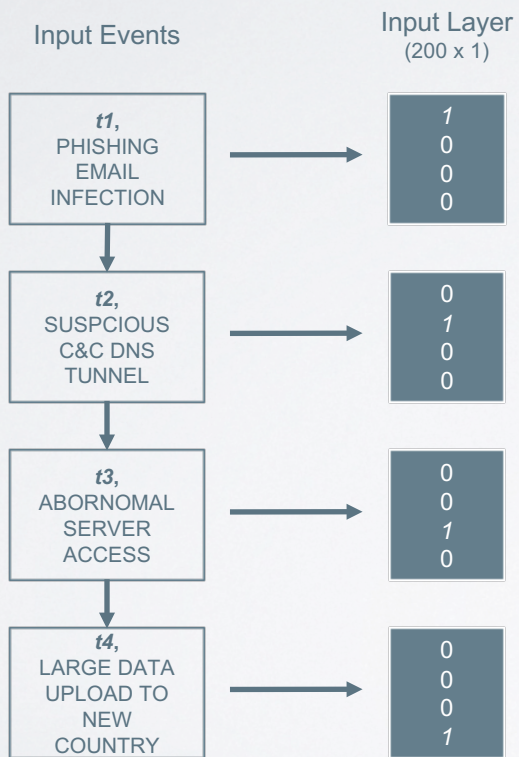 Input Events
Input Layer
(200 x 1)
t1,
PHISHING
EMAIL
INFECTION
1
0
0
0
t2,
SUSPCIOUS
C&C DNS
TUNNEL
0
1
0
0
t3,
ABORNOMAL
SERVER
ACCESS
0
0
1
0
t4,
LARGE DATA
UPLOAD TO
NEW
COUNTRY
0
0
0
1